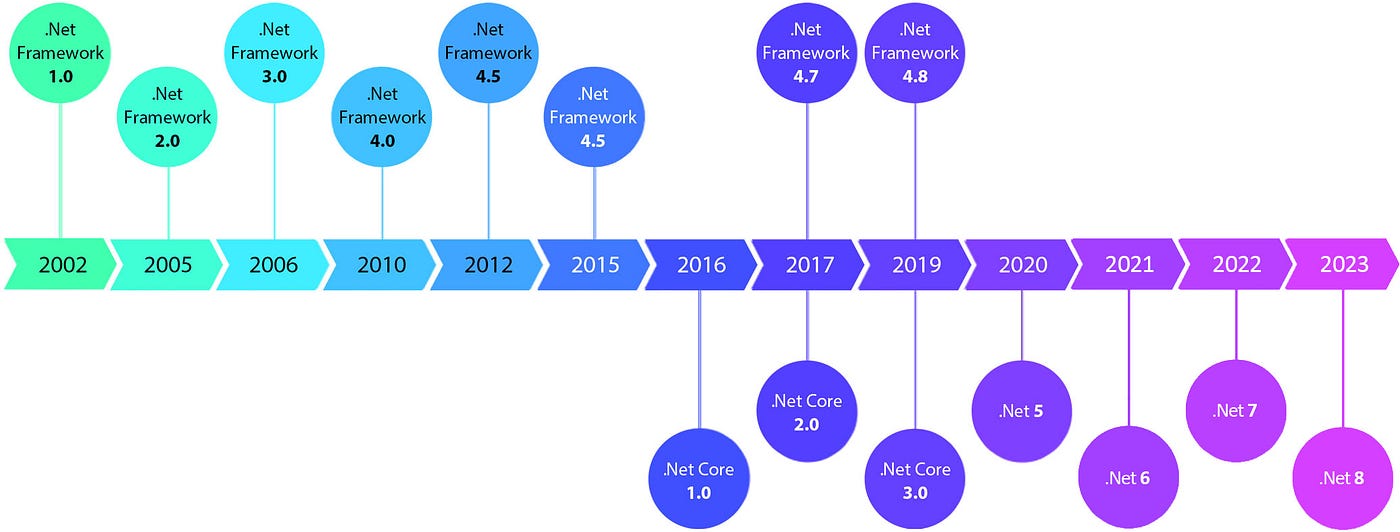 .Net
Framework
1.0
.Net
Framework
2.0
.Net
Framework
3.0
.Net
Framework
4.0
.Net
Framework
4.5
.Net
Framework
4.5
.Net
Framework
4.7
.Net
Framework
4.8
2002
2005
2006
2010
2012
2015
2016
2017
2019
2020
2021
2022
2023
.Net Core
1.0
.Net Core
2.0
.Net Core
3.0
.Net 5
.Net 6
.Net 7
.Net 8